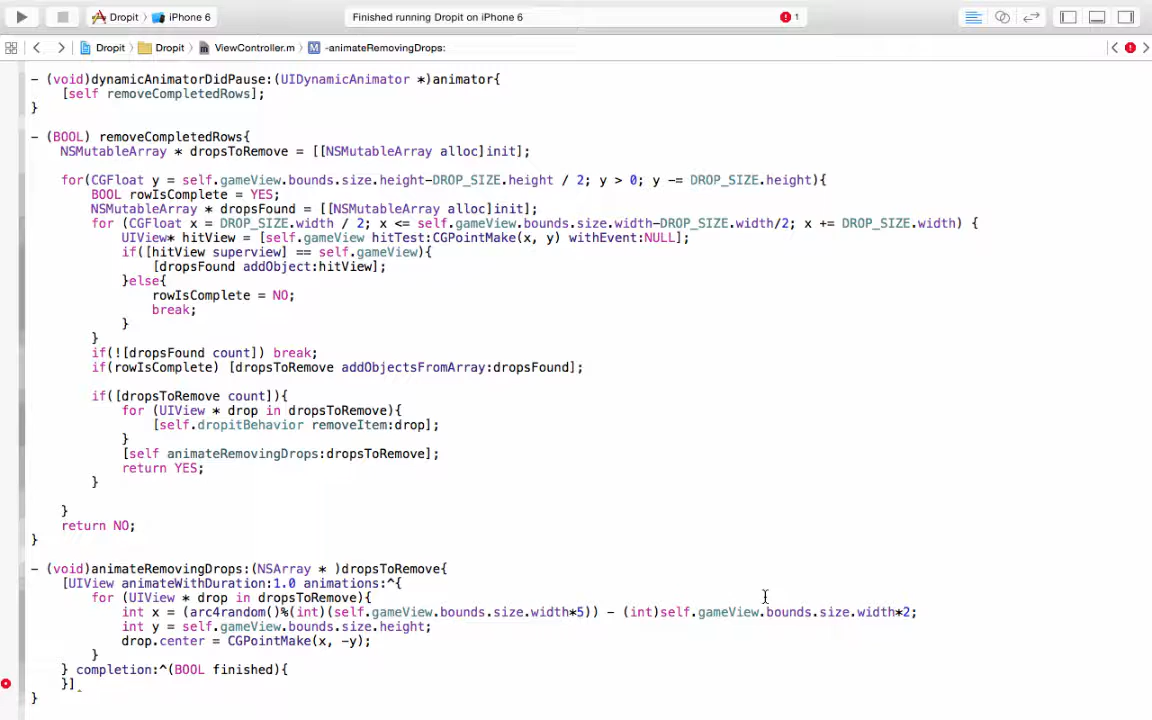 Dropit iPhone 6
Finished running Dropit on iPhone 6
1
Dropit Dropit ViewController.m M -animateRemovingDrops:
- (void)dynamicAnimatorDidPause:(UIDynamicAnimator *)animator{
[self removeCompletedRows];
}
- (BOOL) removeCompletedRows{
NSMutableArray * dropsToRemove = [[NSMutableArray alloc]init];
for(CGFloat y = self.gameView.bounds.size.height-DROP_SIZE.height / 2; y > 0; y -= DROP_SIZE.height){
BOOL rowIsComplete = YES;
NSMutableArray * dropsFound = [[NSMutableArray alloc]init];
for (CGFloat x = DROP_SIZE.width / 2; x <= self.gameView.bounds.size.width-DROP_SIZE.width/2; x += DROP_SIZE.width) {
UIView* hitView = [self.gameView hitTest:CGPointMake(x, y) withEvent:NULL];
if([hitView superview] == self.gameView){
[dropsFound addObject:hitView];
}else{
rowIsComplete = NO;
break;
}
}
if(![dropsFound count]) break;
if(rowIsComplete) [dropsToRemove addObjectsFromArray:dropsFound];
if([dropsToRemove count]){
for (UIView * drop in dropsToRemove){
[self.dropitBehavior removeItem:drop];
}
[self animateRemovingDrops:dropsToRemove];
return YES;
}
}
return NO;
}
- (void)animateRemovingDrops:(NSArray * )dropsToRemove{
[UIView animateWithDuration:1.0 animations:^{
for (UIView * drop in dropsToRemove){
int x = (arc4random()%(int)(self.gameView.bounds.size.width*5)) - (int)self.gameView.bounds.size.width*2;
int y = self.gameView.bounds.size.height;
drop.center = CGPointMake(x, -y);
}
} completion:^(BOOL finished){
}]
}